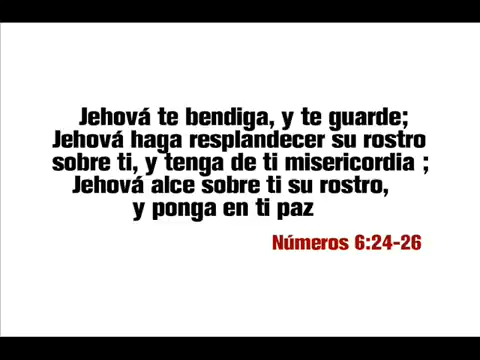 Jehová te bendiga, y te guarde;
Jehová haga resplandecer su rostro
sobre ti, y tenga de ti misericordia ;
Jehová alce sobre ti su rostro,
y ponga en ti paz
Números 6:24-26